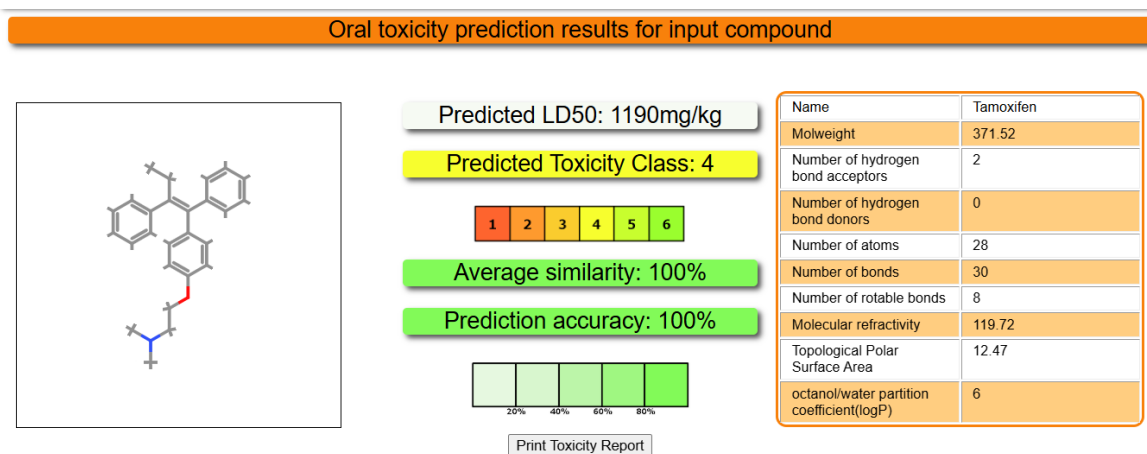 Oral toxicity prediction results for input compound
Predicted LD50: 1190mg/kg
Predicted Toxicity Class: 4
1 2 3 4 5 6
Average similarity: 100%
Prediction accuracy: 100%
20% 40% 60% 80%
Print Toxicity Report
Name Tamoxifen
Molweight 371.52
Number of hydrogen
bond acceptors 2
Number of hydrogen
bond donors 0
Number of atoms 28
Number of bonds 30
Number of rotable bonds 8
Molecular refractivity 119.72
Topological Polar
Surface Area 12.47
octanol/water partition
coefficient(logP) 6